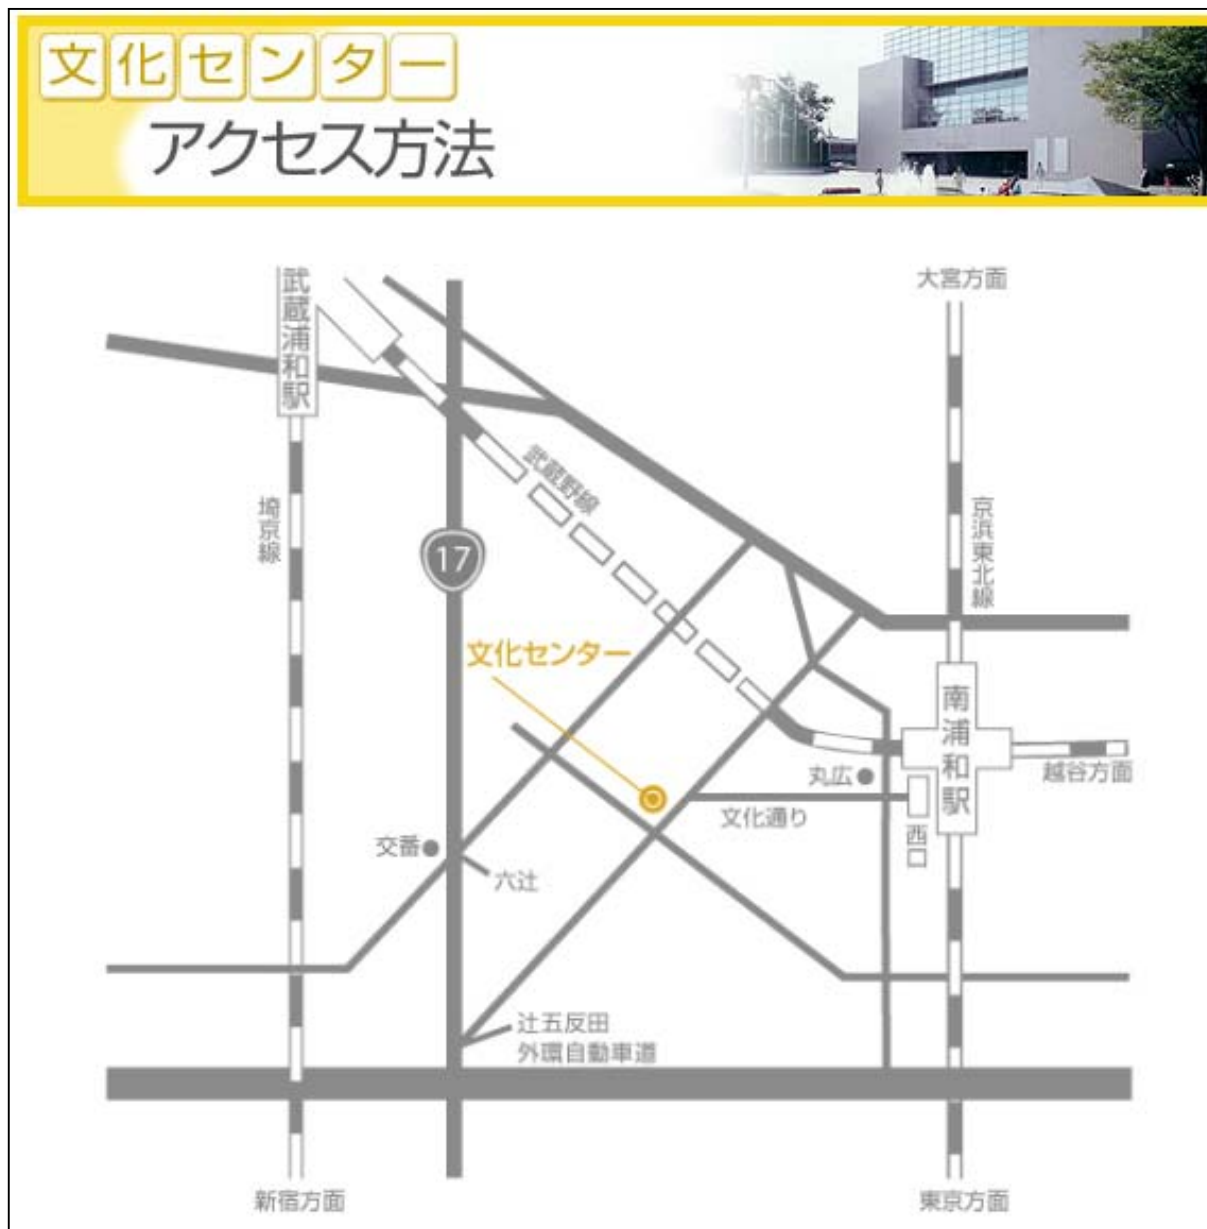 文化センター
アクセス方法
大宮方面
武蔵浦和駅
武蔵野線
埼京線
京浜東北線
17
文化センター
南浦和駅
丸広
越谷方面
文化通り
西口
交番
六辻
辻五反田
外環自動車道
新宿方面
東京方面